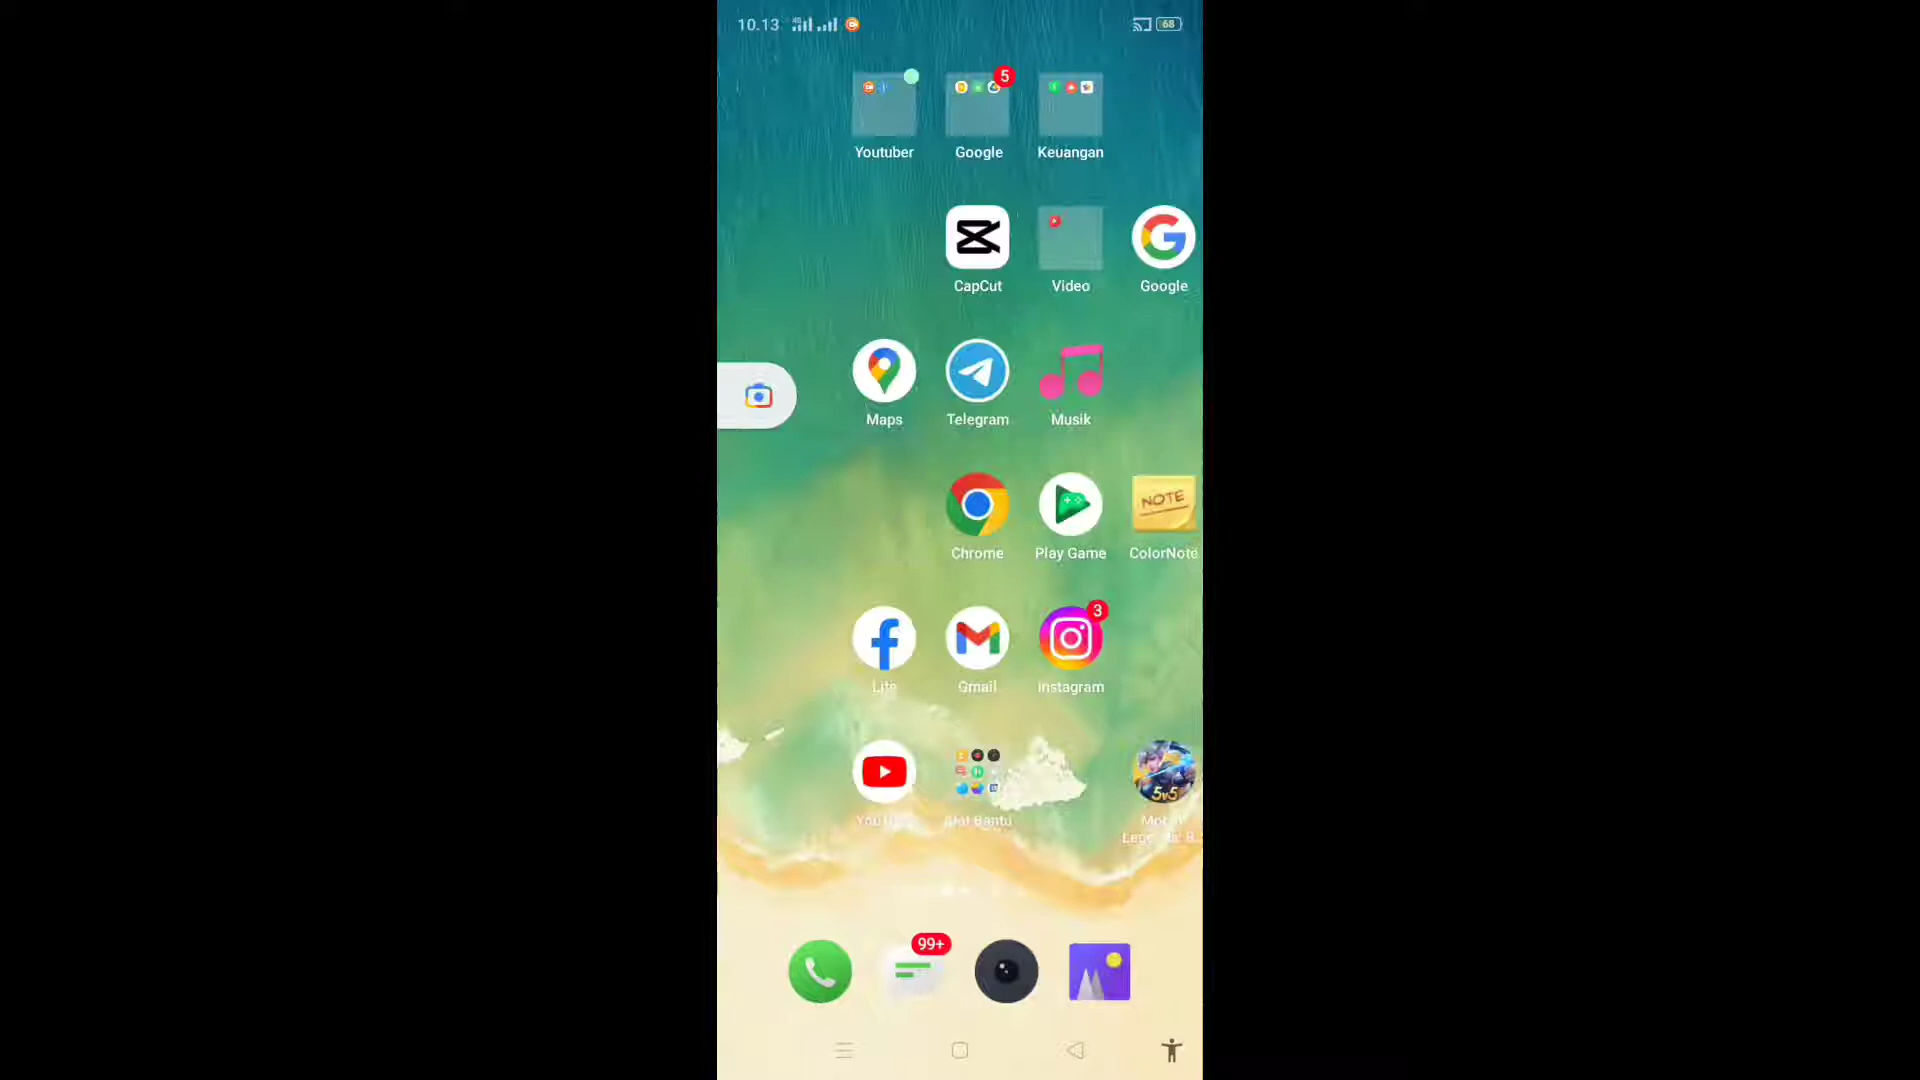 10.13
4G
68
5
Youtuber
Google
Keuangan
CapCut
Video
Google
Maps
Telegram
Musik
NOTE
Chrome
Play Game
ColorNote
3
Lite
Gmail
Instagram
5v5
99+